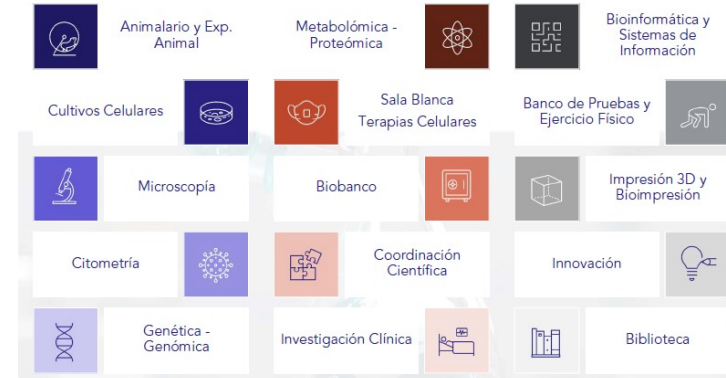 Animalario y Exp.
Animal
Metabolómica -
Proteómica
Bioinformática y
Sistemas de
Información
Cultivos Celulares
Sala Blanca
Terapias Celulares
Banco de Pruebas y
Ejercicio Físico
Microscopía
Biobanco
Impresión 3D y
Bioimpresión
Citometría
Coordinación
Científica
Innovación
Genética -
Genómica
Investigación Clínica
Biblioteca